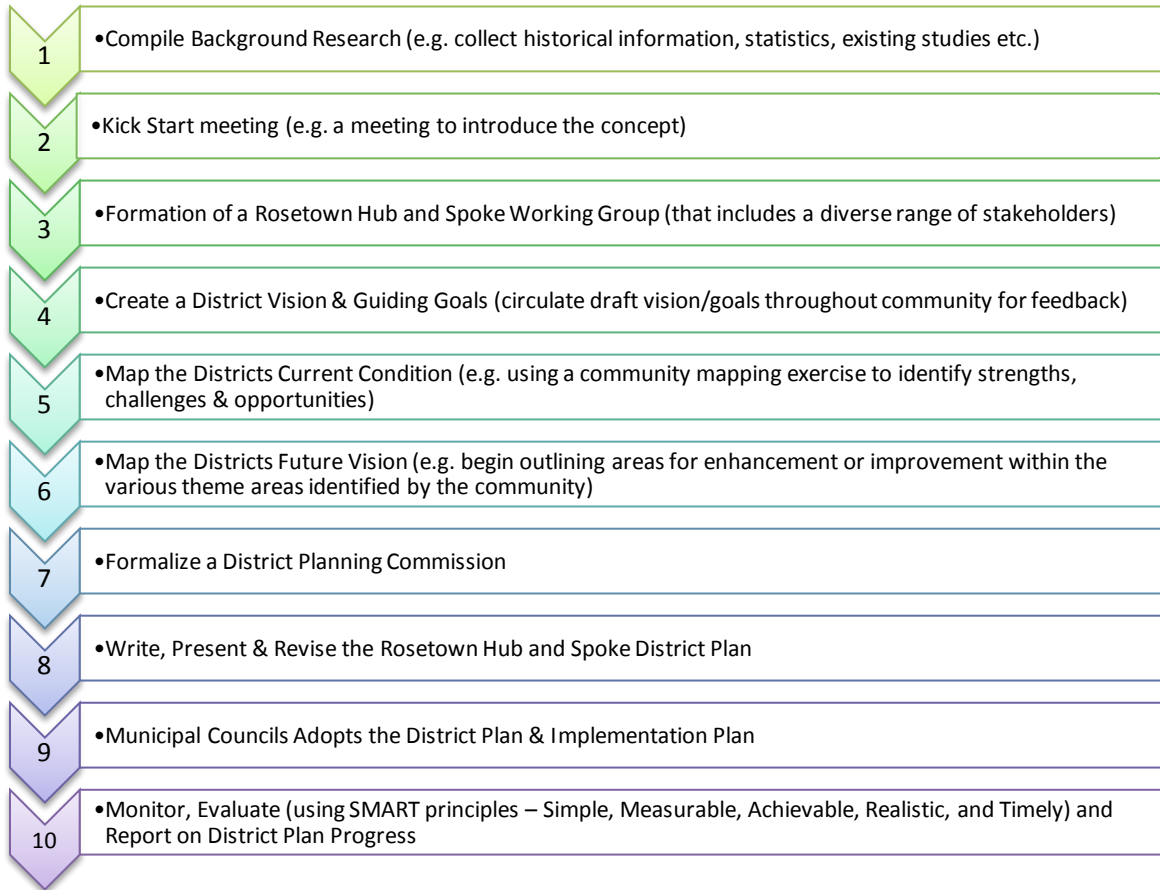 1
•Compile Background Research (e.g. collect historical information, statistics, existing studies etc.)
2
•Kick Start meeting (e.g. a meeting to introduce the concept)
3
•Formation of a Rosetown Hub and Spoke Working Group (that includes a diverse range of stakeholders)
4
•Create a District Vision & Guiding Goals (circulate draft vision/goals throughout community for feedback)
5
•Map the Districts Current Condition (e.g. using a community mapping exercise to identify strengths,
challenges & opportunities)
6
•Map the Districts Future Vision (e.g. begin outlining areas for enhancement or improvement within the
various theme areas identified by the community)
7
•Formalize a District Planning Commission
8
•Write, Present & Revise the Rosetown Hub and Spoke District Plan
9
•Municipal Councils Adopts the District Plan & Implementation Plan
10
•Monitor, Evaluate (using SMART principles – Simple, Measurable, Achievable, Realistic, and Timely) and
Report on District Plan Progress